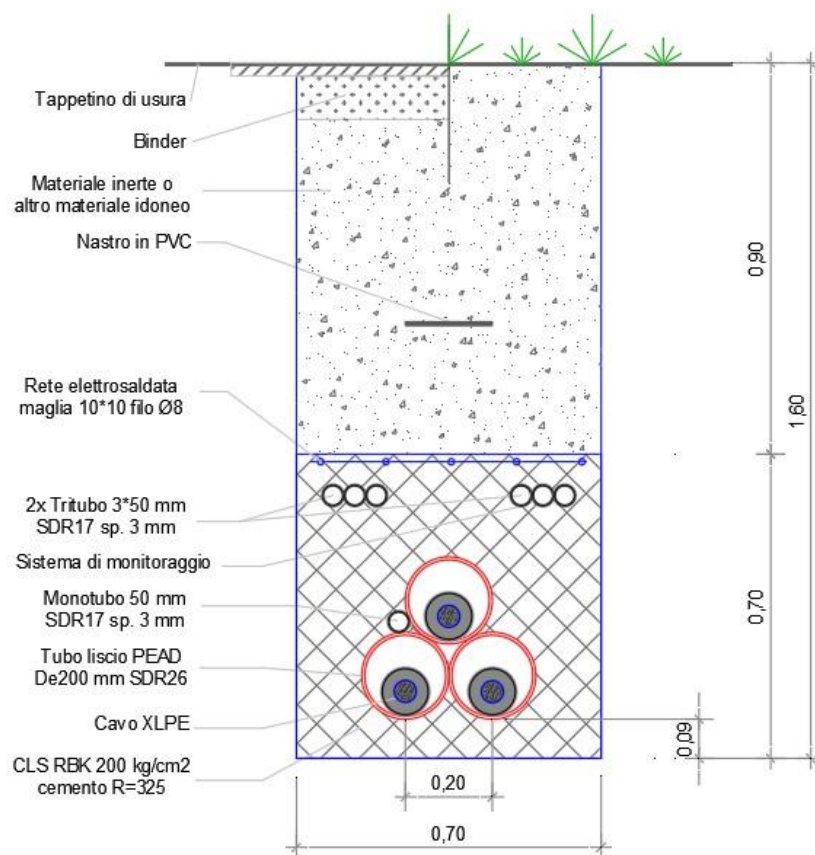 Tappetino di usura
Binder
Materiale inerte o
altro materiale idoneo
Nastro in PVC
0,90
Rete elettrosaldata
maglia 10*10 filo Ø8
1,60
2x Tritubo 3*50 mm
SDR17 sp. 3 mm
Sistema di monitoraggio
Monotubo 50 mm
SDR17 sp. 3 mm
0,70
Tubo liscio PEAD
De200 mm SDR26
Cavo XLPE
0,09
CLS RBK 200 kg/cm2
cemento R=325
0,20
0,70